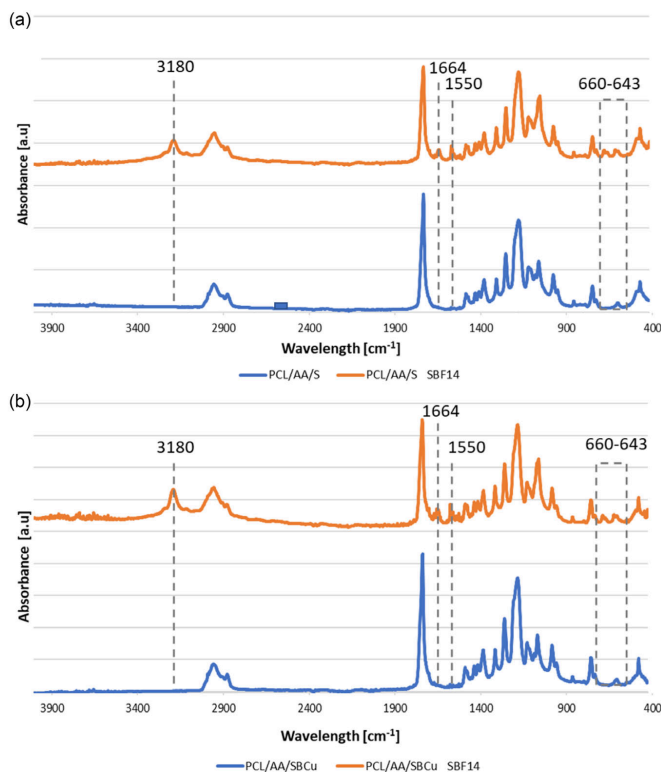 (a)
3180
1664
1550
660-643
Absorbance [a.u]
3900 3400 2900 2400 1900 1400 900 400
Wavelength [cm-1]
PCL/AA/S PCL/AA/S SBF14
(b)
1664
3180
1550
660-643
Absorbance [a.u]
3900 3400 2900 2400 1900 1400 900 400
Wavelength [cm-1]
PCL/AA/SBCu PCL/AA/SBCu SBF14